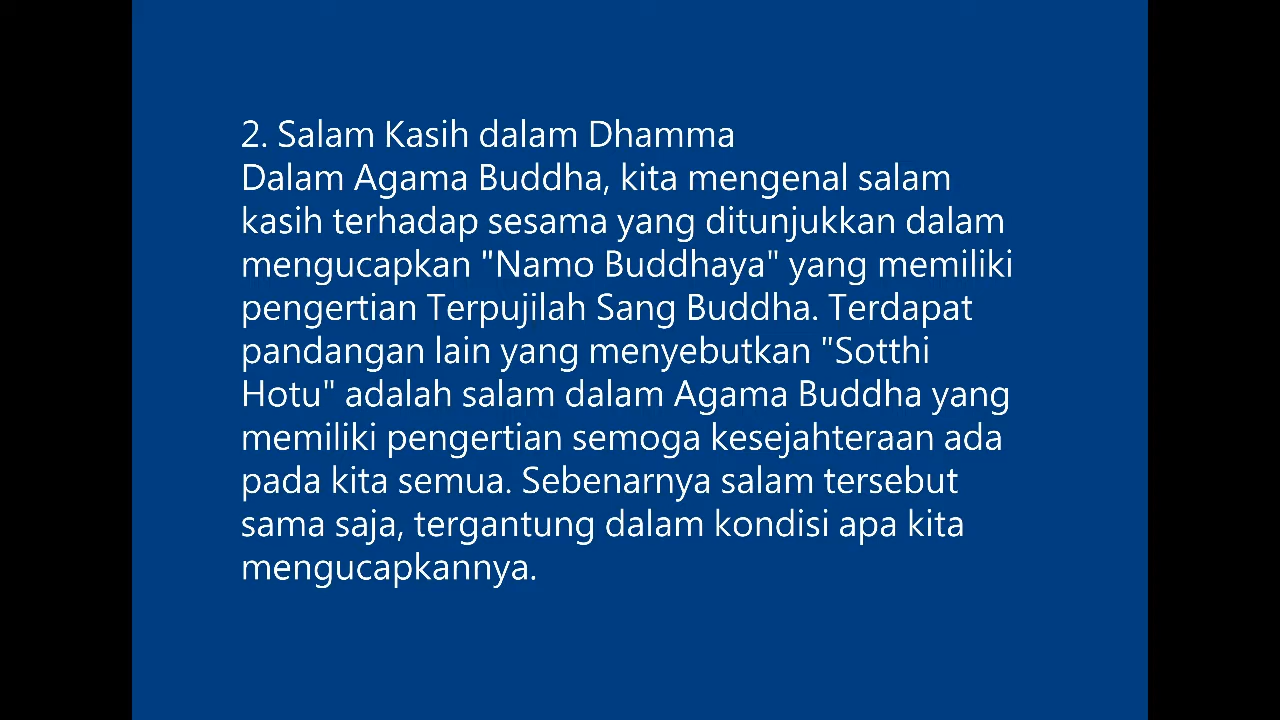 2. Salam Kasih dalam Dhamma
Dalam Agama Buddha, kita mengenal salam
kasih terhadap sesama yang ditunjukkan dalam
mengucapkan "Namo Buddhaya" yang memiliki
pengertian Terpujilah Sang Buddha. Terdapat
pandangan lain yang menyebutkan "Sotthi
Hotu" adalah salam dalam Agama Buddha yang
memiliki pengertian semoga kesejahteraan ada
pada kita semua. Sebenarnya salam tersebut
sama saja, tergantung dalam kondisi apa kita
mengucapkannya.